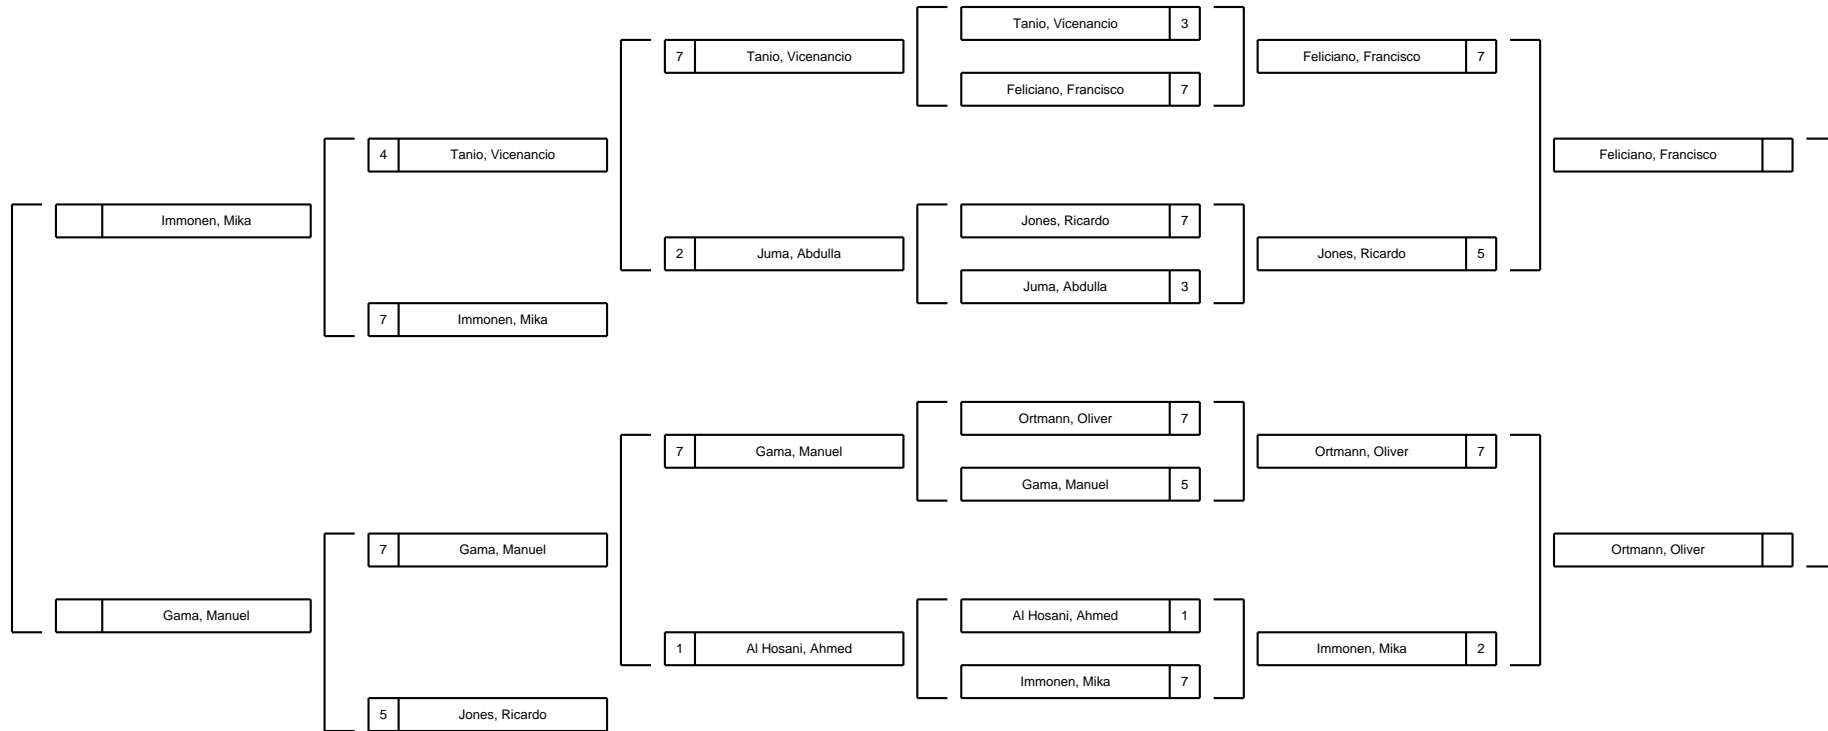 Tanio, Vicenancio 3
7 Tanio, Vicenancio
Feliciano, Francisco 7
Feliciano, Francisco 7
4 Tanio, Vicenancio
Feliciano, Francisco
Immonen, Mika
Jones, Ricardo 7
2 Juma, Abdulla
Jones, Ricardo 5
Juma, Abdulla 3
7 Immonen, Mika
Ortmann, Oliver 7
7 Gama, Manuel
Ortmann, Oliver 7
Gama, Manuel 5
7 Gama, Manuel
Ortmann, Oliver
Gama, Manuel
Al Hosani, Ahmed 1
1 Al Hosani, Ahmed
Immonen, Mika 2
Immonen, Mika 7
5 Jones, Ricardo